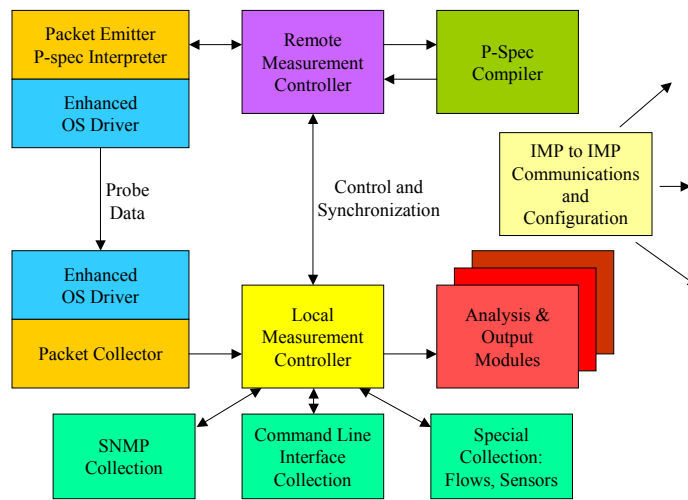 Packet Emitter
P-spec Interpreter
Enhanced
OS Driver
Remote
Measurement
Controller
P-Spec
Compiler
IMP to IMP
Communications
and
Configuration
Probe
Data
Control and
Synchronization
Enhanced
OS Driver
Packet Collector
Local
Measurement
Controller
Analysis &
Output
Modules
SNMP
Collection
Command Line
Interface
Collection
Special
Collection:
Flows, Sensors